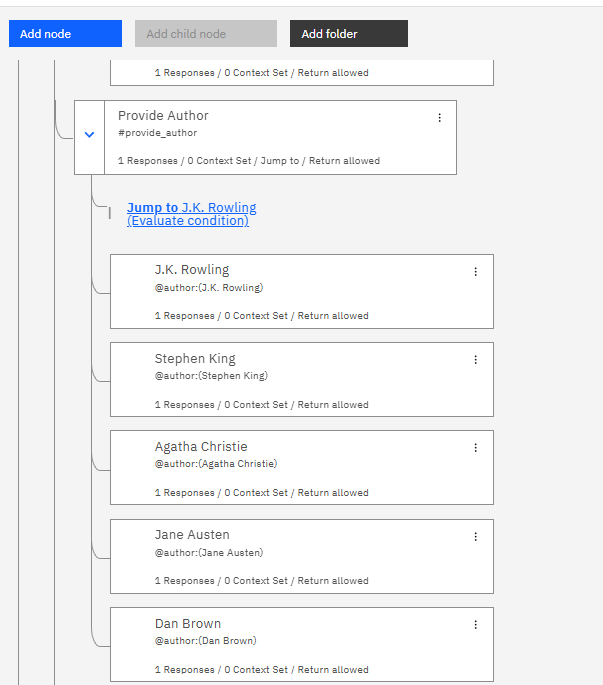 Add node
Add child node
Add folder
1 Responses / 0 Context Set / Return allowed
Provide Author
#provide_author
1 Responses / 0 Context Set / Jump to / Return allowed
Jump to J.K. Rowling
(Evaluate condition)
J.K. Rowling
@author:(J.K. Rowling)
1 Responses / 0 Context Set / Return allowed
Stephen King
@author:(Stephen King)
1 Responses / 0 Context Set / Return allowed
Agatha Christie
@author:(Agatha Christie)
1 Responses / 0 Context Set / Return allowed
Jane Austen
@author:(Jane Austen)
1 Responses / 0 Context Set / Return allowed
Dan Brown
@author:(Dan Brown)
1 Responses / 0 Context Set / Return allowed